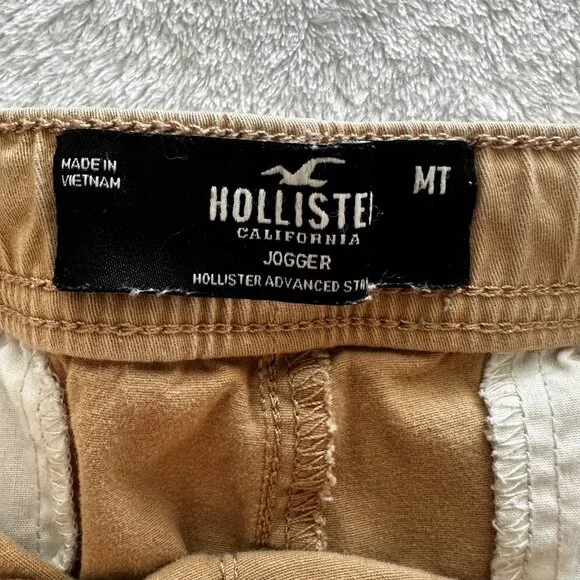 MADE IN
VIETNAM
HOLLISTE
CALIFORNIA
JOGGER
HOLLISTER ADVANCED ST
MT